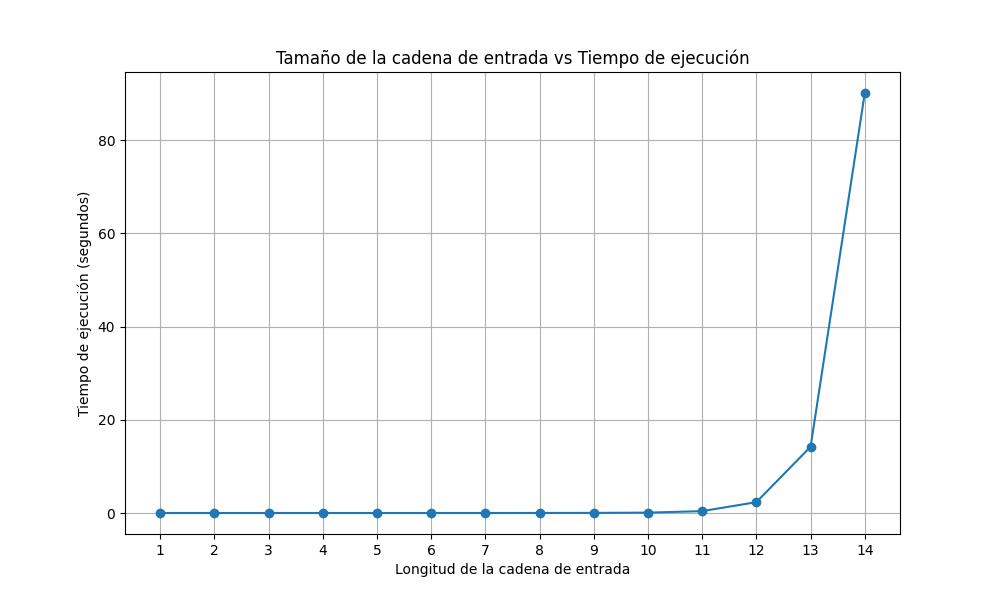 Tamaño de la cadena de entrada vs Tiempo de ejecución
80
60
40
20
0
Tiempo de ejecución (segundos)
1 2 3 4 5 6 7 8 9 10 11 12 13 14
Longitud de la cadena de entrada